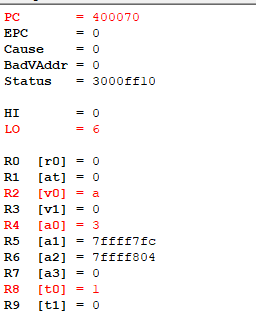 PC = 400070
EPC = 0
Cause = 0
BadVAddr = 0
Status = 3000ff10
HI = 0
LO = 6
R0 [r0] = 0
R1 [at] = 0
R2 [v0] = a
R3 [v1] = 0
R4 [a0] = 3
R5 [a1] = 7ffff7fc
R6 [a2] = 7ffff804
R7 [a3] = 0
R8 [t0] = 1
R9 [t1] = 0